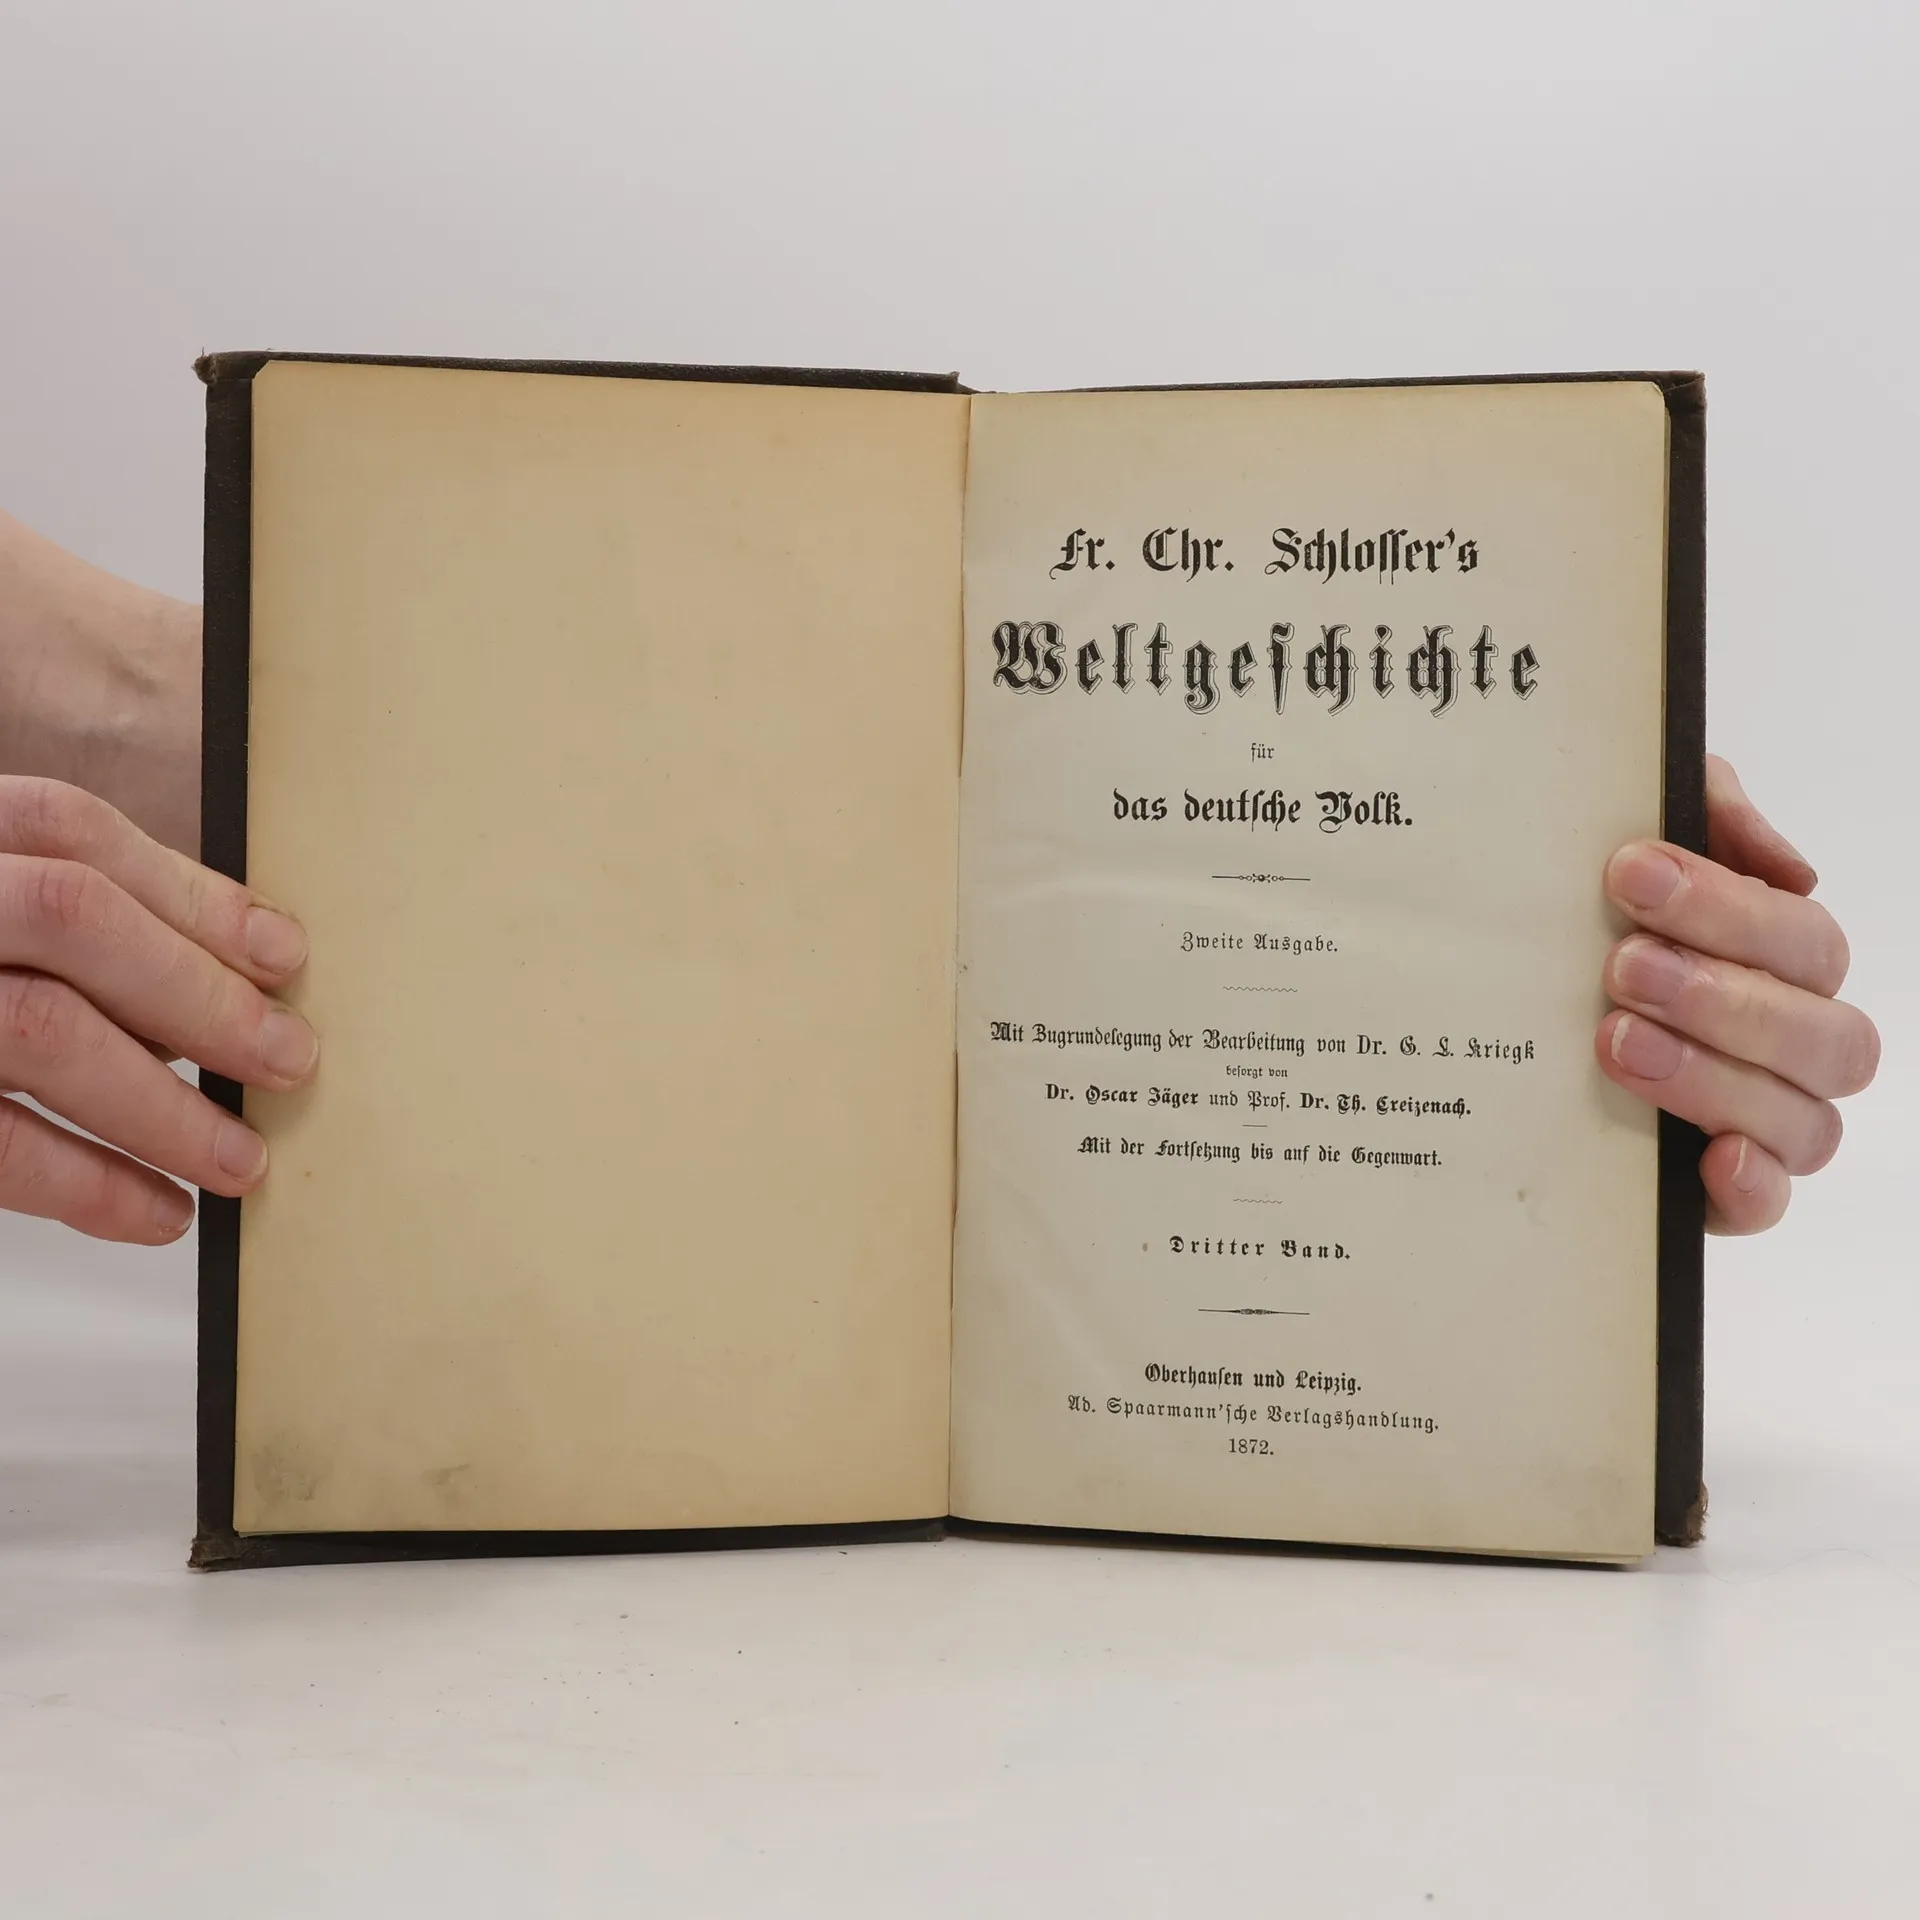 Fr. Chr. Schloſſer's
Weltgeſchichte
für
das deutſche Volk.
Zweite Ausgabe.
Mit Zugrundelegung der Bearbeitung von Dr. G. L. Kriegk
beſorgt von
Dr. Oscar Jäger und Prof. Dr. Th. Creizenach.
Mit der Fortſetzung bis auf die Gegenwart.
Dritter Band.
Oberhauſen und Leipzig.
Ad. Spaarmann'ſche Verlagshandlung.
1872.